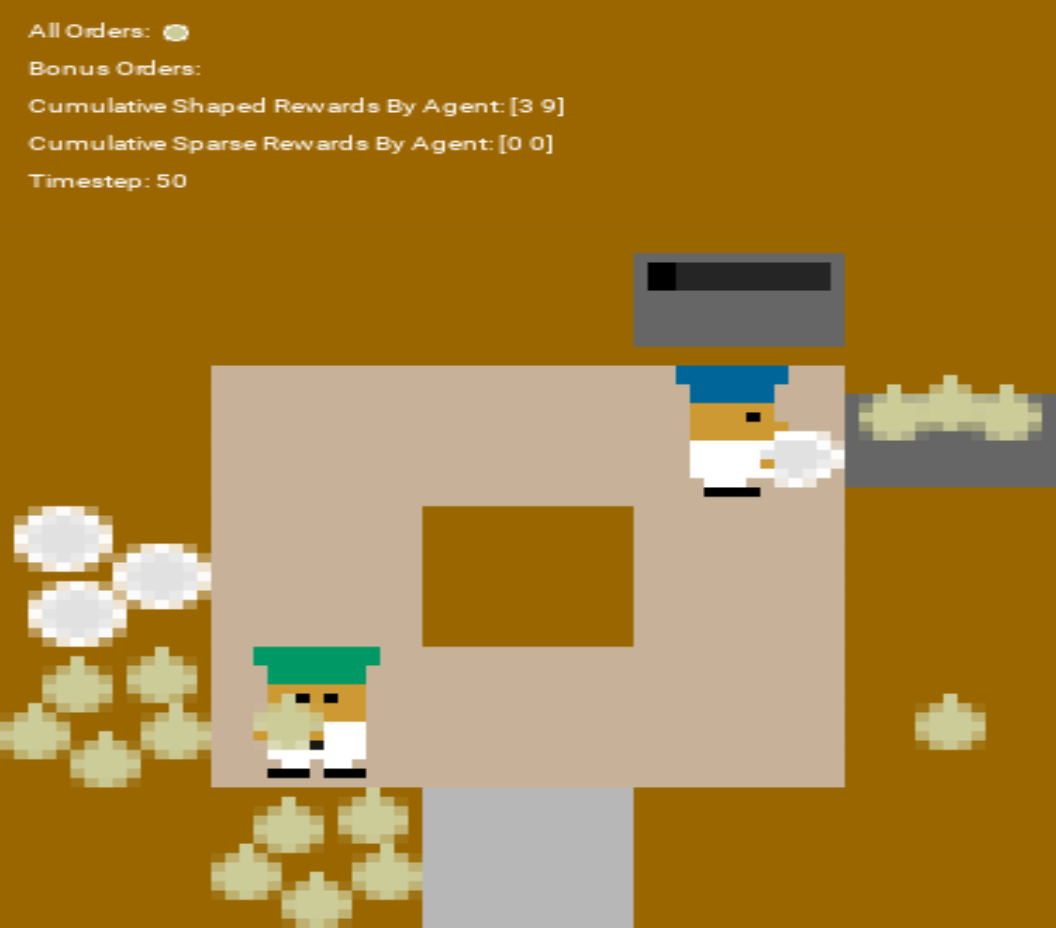 All Orders:
Bonus Orders:
Cumulative Shaped Rewards By Agent: [3 9]
Cumulative Sparse Rewards By Agent: [0 0]
Timestep: 50